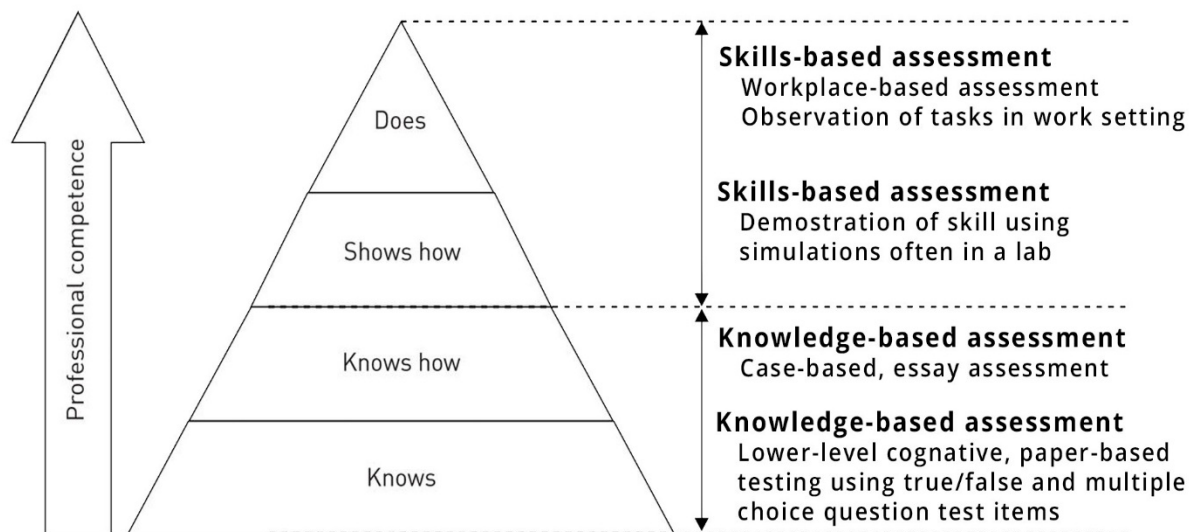 Professional competence
Does
Shows how
Knows how
Knows
Skills-based assessment
Workplace-based assessment
Observation of tasks in work setting
Skills-based assessment
Demostration of skill using
simulations often in a lab
Knowledge-based assessment
Case-based, essay assessment
Knowledge-based assessment
Lower-level cognitive, paper-based
testing using true/false and multiple
choice question test items